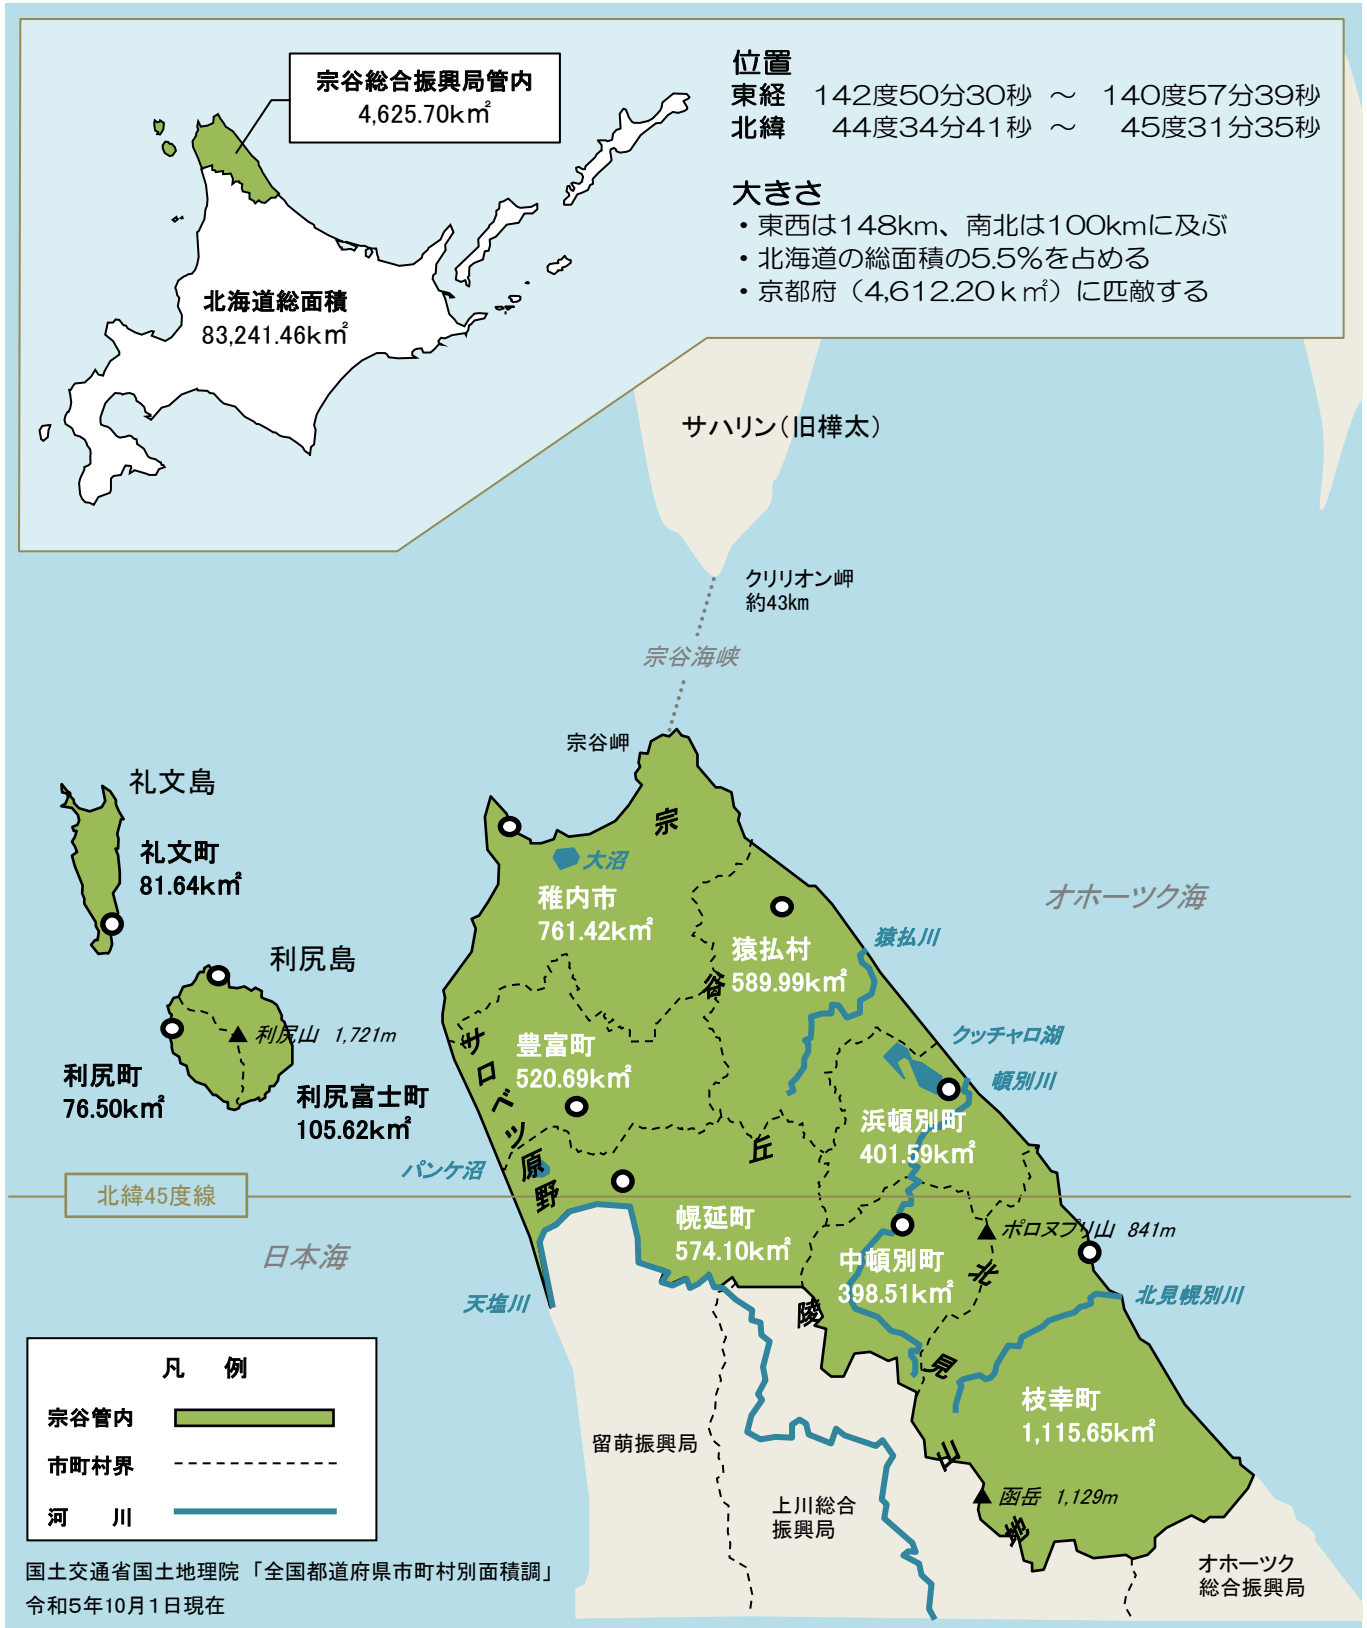 宗谷総合振興局管内
4,625.70k㎡
北海道総面積
83,241.46k㎡
位置
東経 142度50分30秒 ～ 140度57分39秒
北緯 44度34分41秒 ～ 45度31分35秒
大きさ
・東西は148km、南北は100kmに及ぶ
・北海道の総面積の5.5%を占める
・京都府（4,612.20ｋ㎡）に匹敵する
サハリン（旧樺太）
クリリオン岬
約43km
宗谷海峡
宗谷岬
礼文島
礼文町
81.64k㎡
利尻島
利尻山 1,721m
利尻町
76.50k㎡
利尻富士町
105.62k㎡
大沼
稚内市
761.42k㎡
猿払村
589.99k㎡
猿払川
オホーツク海
クッチャロ湖
頓別川
豊富町
520.69k㎡
浜頓別町
401.59k㎡
サロベツ原野
宗谷丘陵
パンケ沼
北緯45度線
幌延町
574.10k㎡
中頓別町
398.51k㎡
ポロヌプリ山 841m
北見山地
日本海
天塩川
北見幌別川
枝幸町
1,115.65k㎡
函岳 1,129m
留萌振興局
上川総合
振興局
オホーツク
総合振興局
凡 例
宗谷管内
市町村界
河 川
国土交通省国土地理院「全国都道府県市町村別面積調」
令和5年10月1日現在